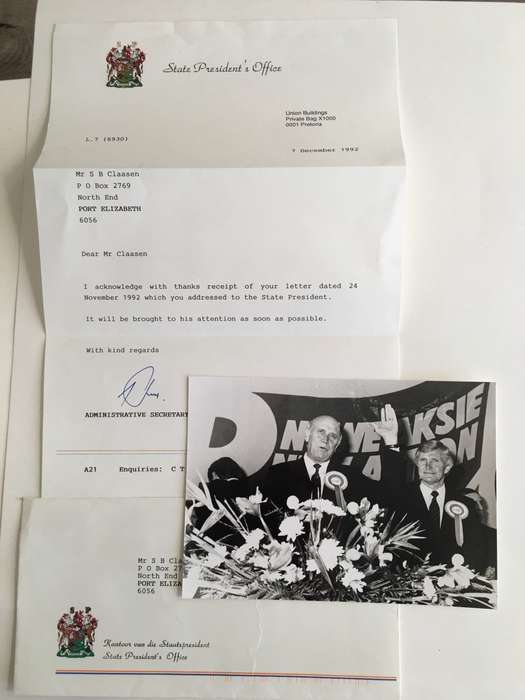 State President's Office
Union Buildings
Private Bag X1000
0001 Pretoria
L.7 (6930)
7 December 1992
Mr S B Claasen
P O Box 2769
North End
PORT ELIZABETH
6056
Dear Mr Claasen
I acknowledge with thanks receipt of your letter dated 24
November 1992 which you addressed to the State President.
It will be brought to his attention as soon as possible.
With kind regards
ADMINISTRATIVE SECRETARY
A21 Enquiries: C T
AKSIE
Mr S B Cla
P O Box 27
North End
PORT ELIZ
6056
Kantoor van die Staatspresident
State President's Office